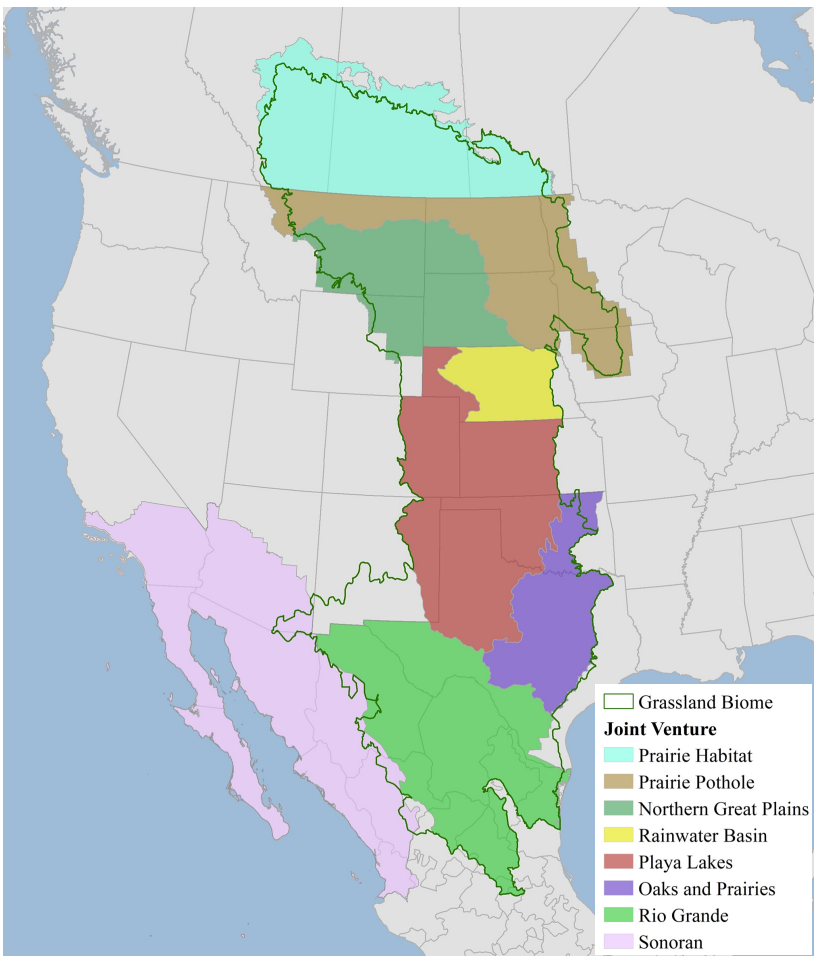 Grassland Biome
Joint Venture
Prairie Habitat
Prairie Pothole
Northern Great Plains
Rainwater Basin
Playa Lakes
Oaks and Prairies
Rio Grande
Sonoran